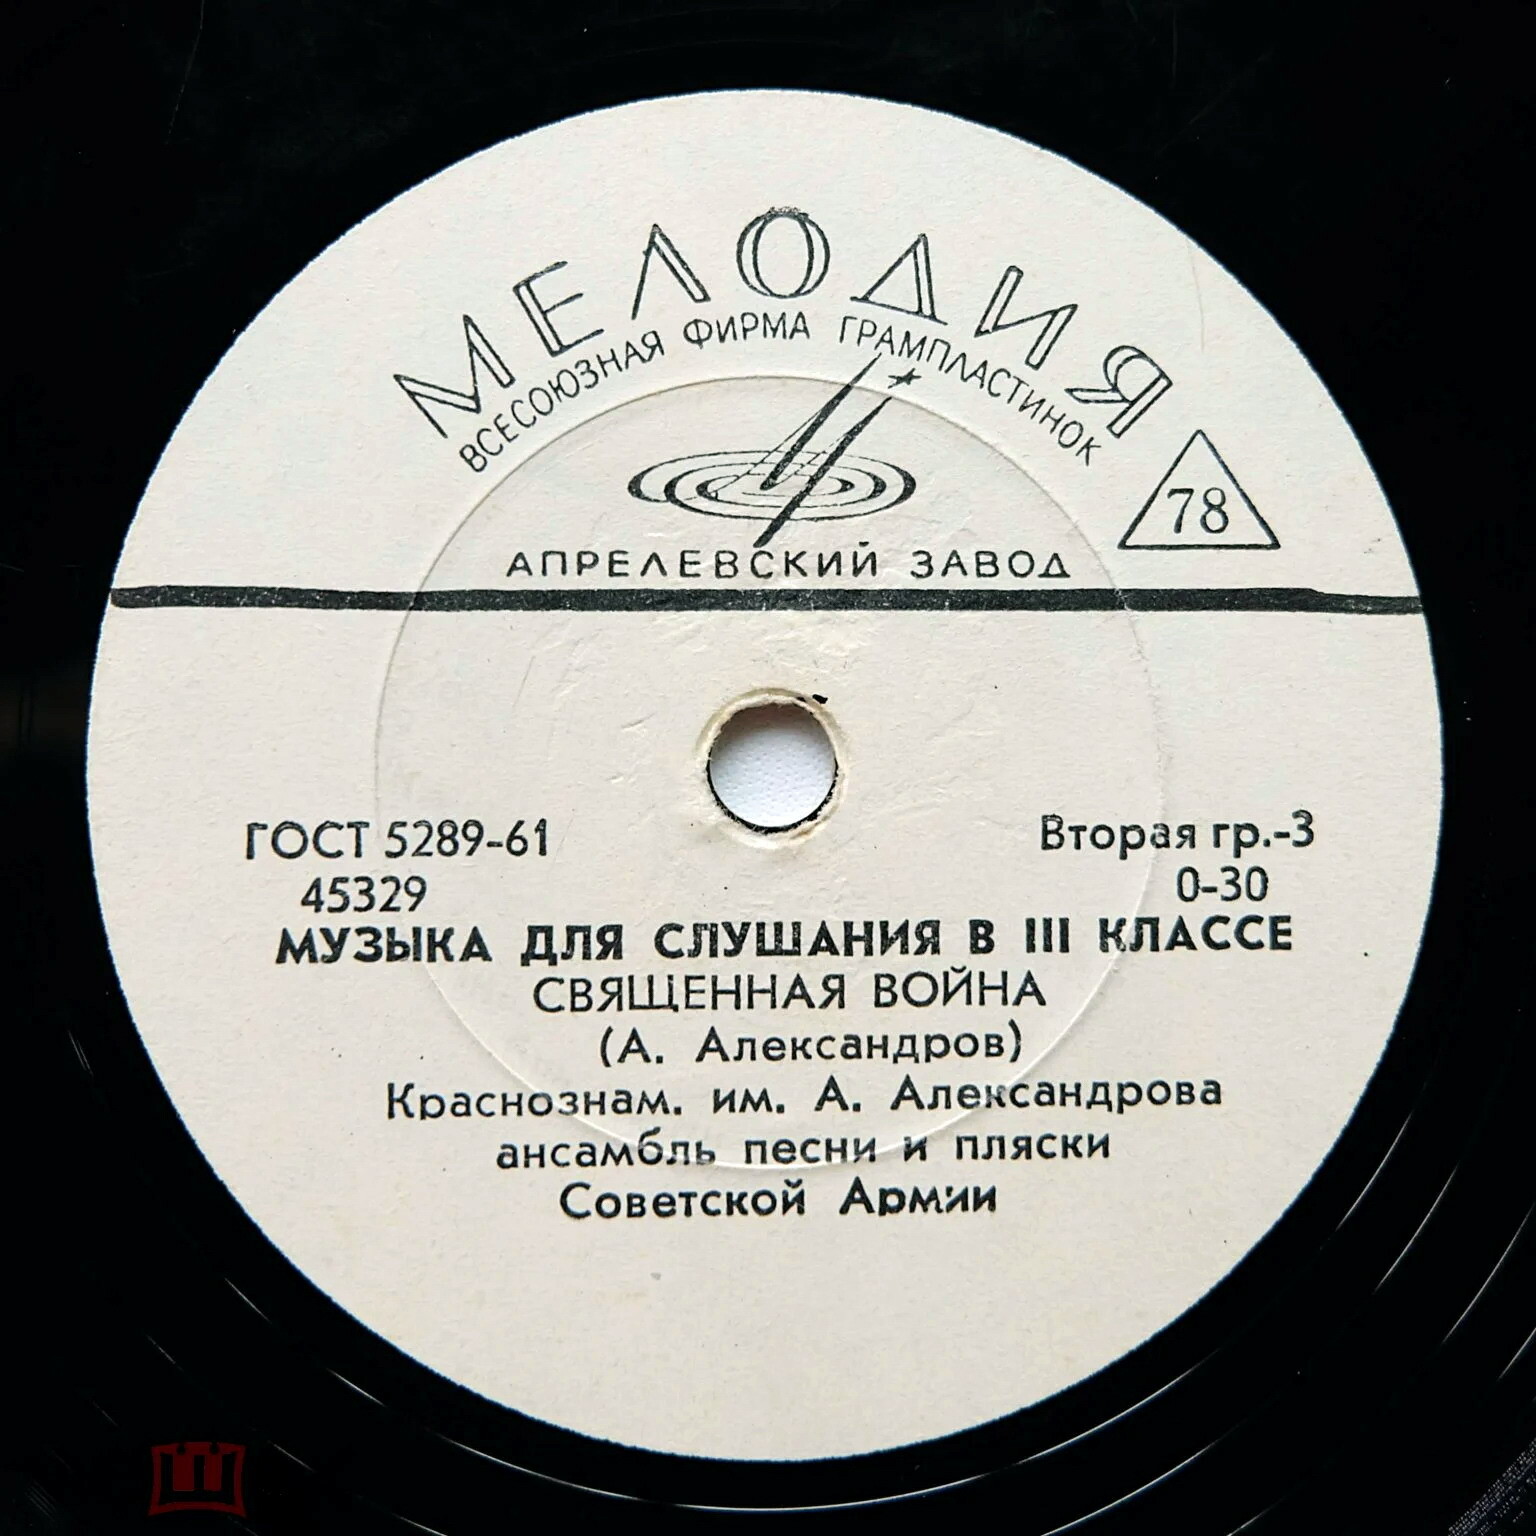 МЕЛОДИЯ
ВСЕСОЮЗНАЯ ФИРМА ГРАМПЛАСТИНОК
78
АПРЕЛЕВСКИЙ ЗАВОД
ГОСТ 5289-61 Вторая гр.-3
45329 0-30
МУЗЫКА ДЛЯ СЛУШАНИЯ В III КЛАССЕ
СВЯЩЕННАЯ ВОЙНА
(А. Александров)
Краснознам. им. А. Александрова
ансамбль песни и пляски
Советской Армии